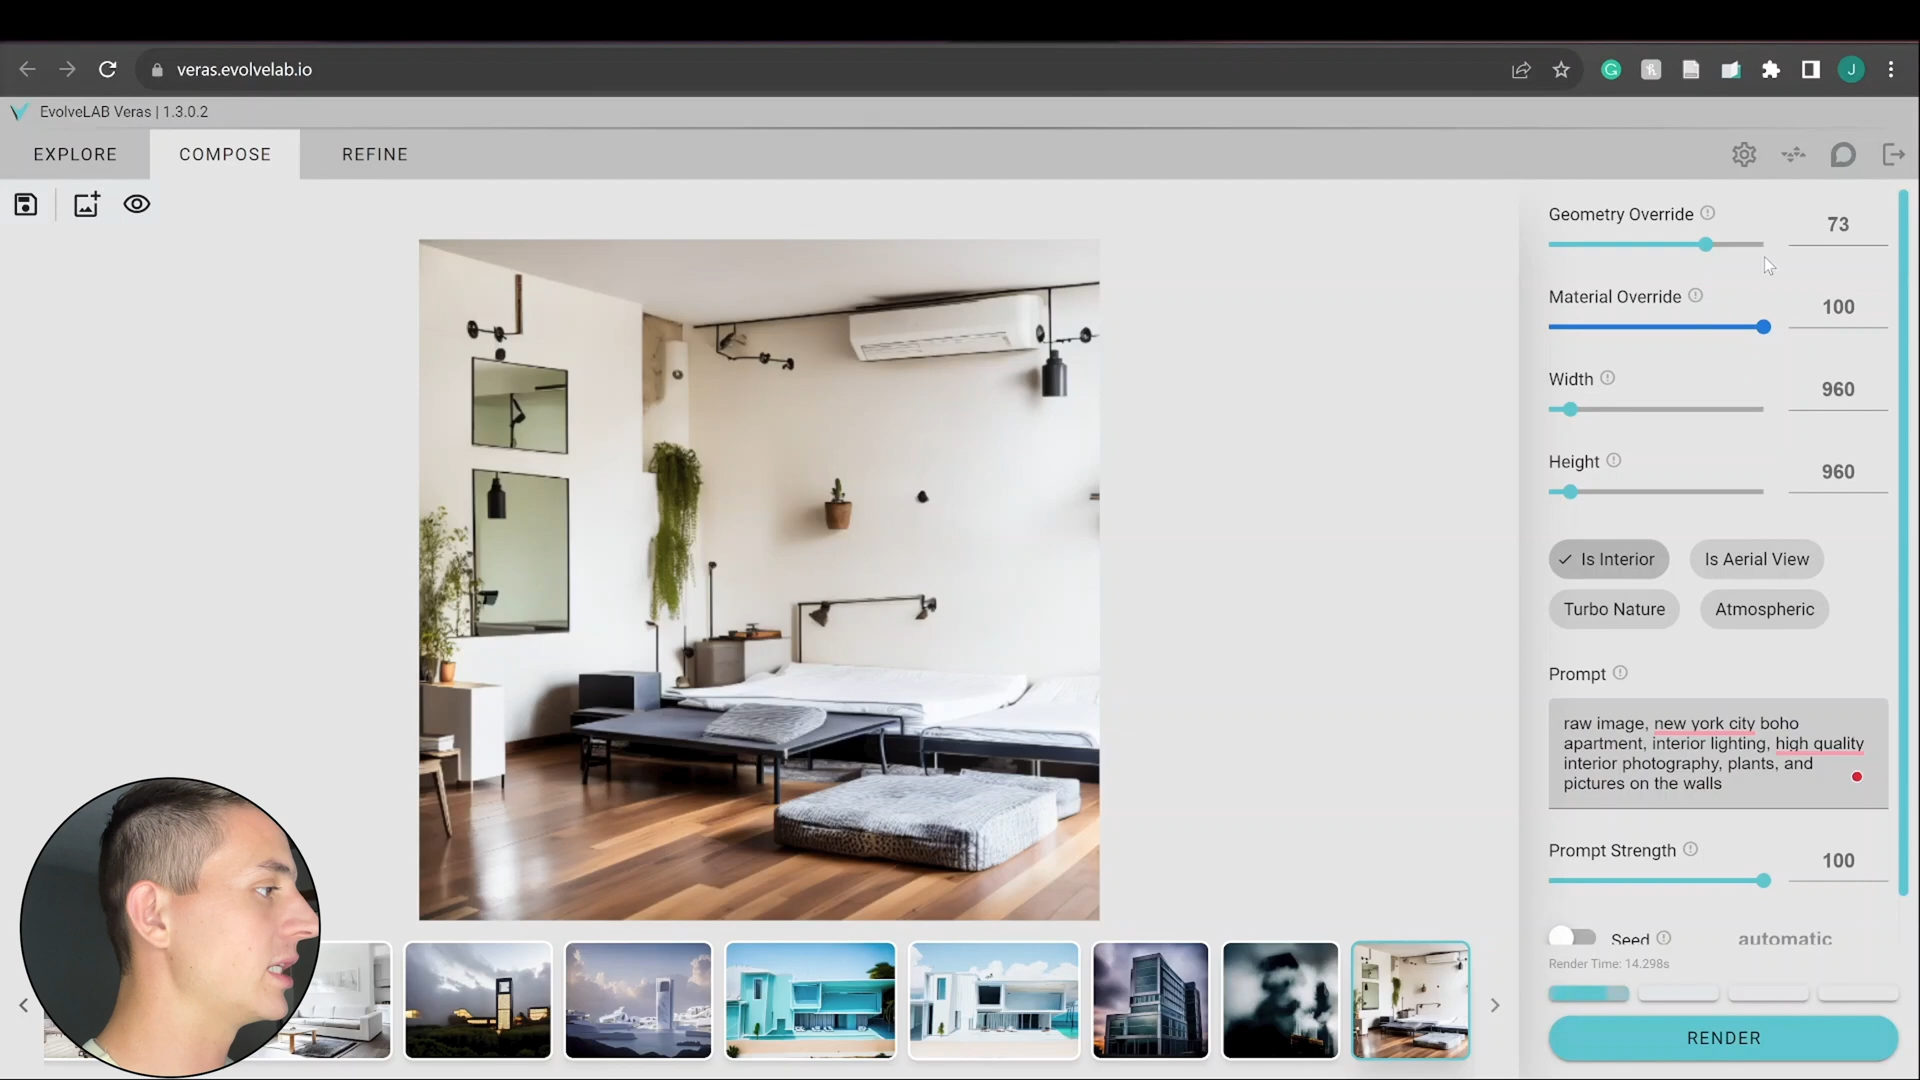 veras.evolvelab.io
J
EvolveLAB Veras | 1.3.0.2
EXPLORE
COMPOSE
REFINE
Geometry Override
73
Material Override
100
Width
960
Height
960
Is Interior
Is Aerial View
Turbo Nature
Atmospheric
Prompt
raw image, new york city boho
apartment, interior lighting, high quality
interior photography, plants, and
pictures on the walls
Prompt Strength
100
Seed
automatic
Render Time: 14.298s
RENDER